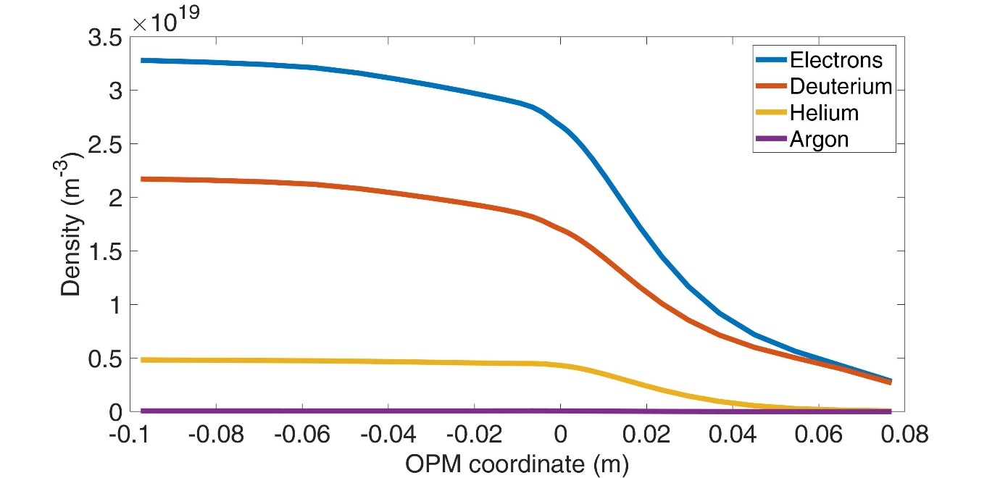 ×10^19
3.5
3
2.5
2
1.5
1
0.5
0
Density (m^-3)
-0.1 -0.08 -0.06 -0.04 -0.02 0 0.02 0.04 0.06 0.08
OPM coordinate (m)
Electrons
Deuterium
Helium
Argon